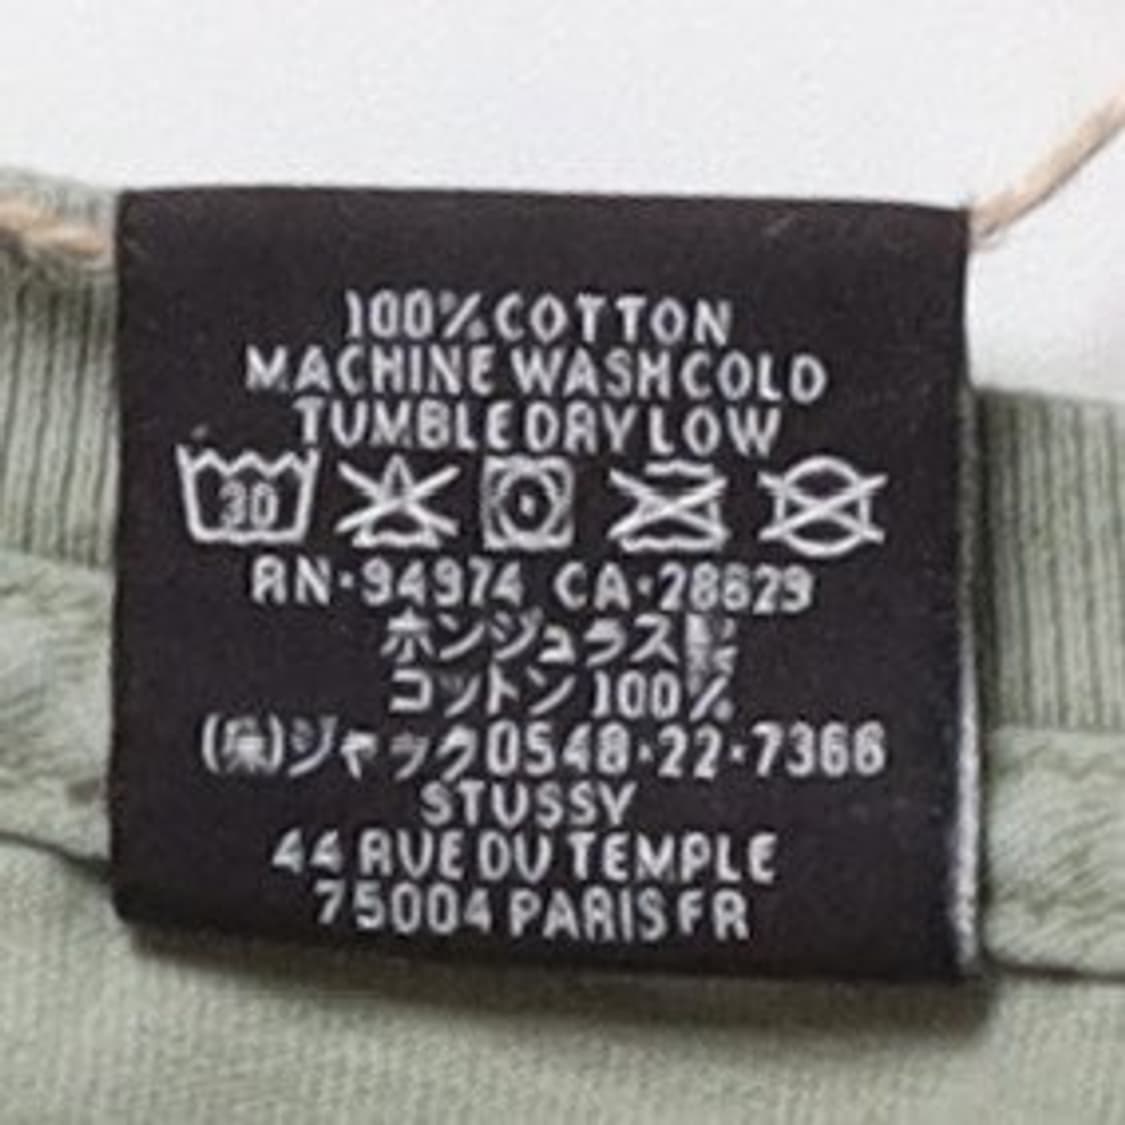 100% COTTON
MACHINE WASH COLD
TUMBLE DRY LOW
30
RN·94974 CA·28629
ホンジュラス製
コットン 100%
(株)ジャック0548·22·7366
STUSSY
44 RUE DU TEMPLE
75004 PARIS FR